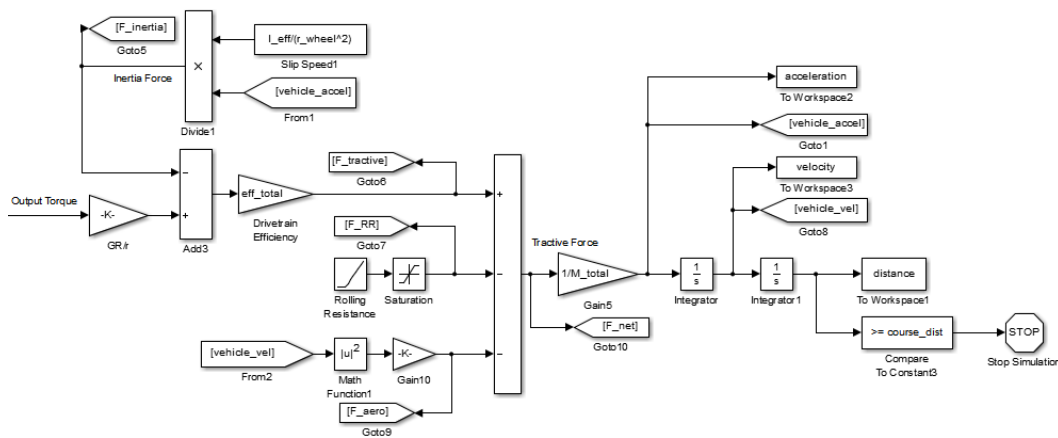 [F_inertia]
Goto5
Inertia Force
×
Divide1
I_eff/(r_wheel^2)
Slip Speed1
[vehicle_accel]
From1
Output Torque
-K-
GR/r
−
+
Add3
eff_total
Drivetrain
Efficiency
[F_tractive]
Goto6
[F_RR]
Goto7
Rolling
Resistance
Saturation
[vehicle_vel]
From2
|u|²
Math
Function1
-K-
Gain10
[F_aero]
Goto9
+
−
−
Tractive Force
1/M_total
Gain5
[F_net]
Goto10
acceleration
To Workspace2
[vehicle_accel]
Goto1
velocity
To Workspace3
[vehicle_vel]
Goto8
1
s
Integrator
1
s
Integrator1
distance
To Workspace1
>= course_dist
Compare
To Constant3
STOP
Stop Simulation